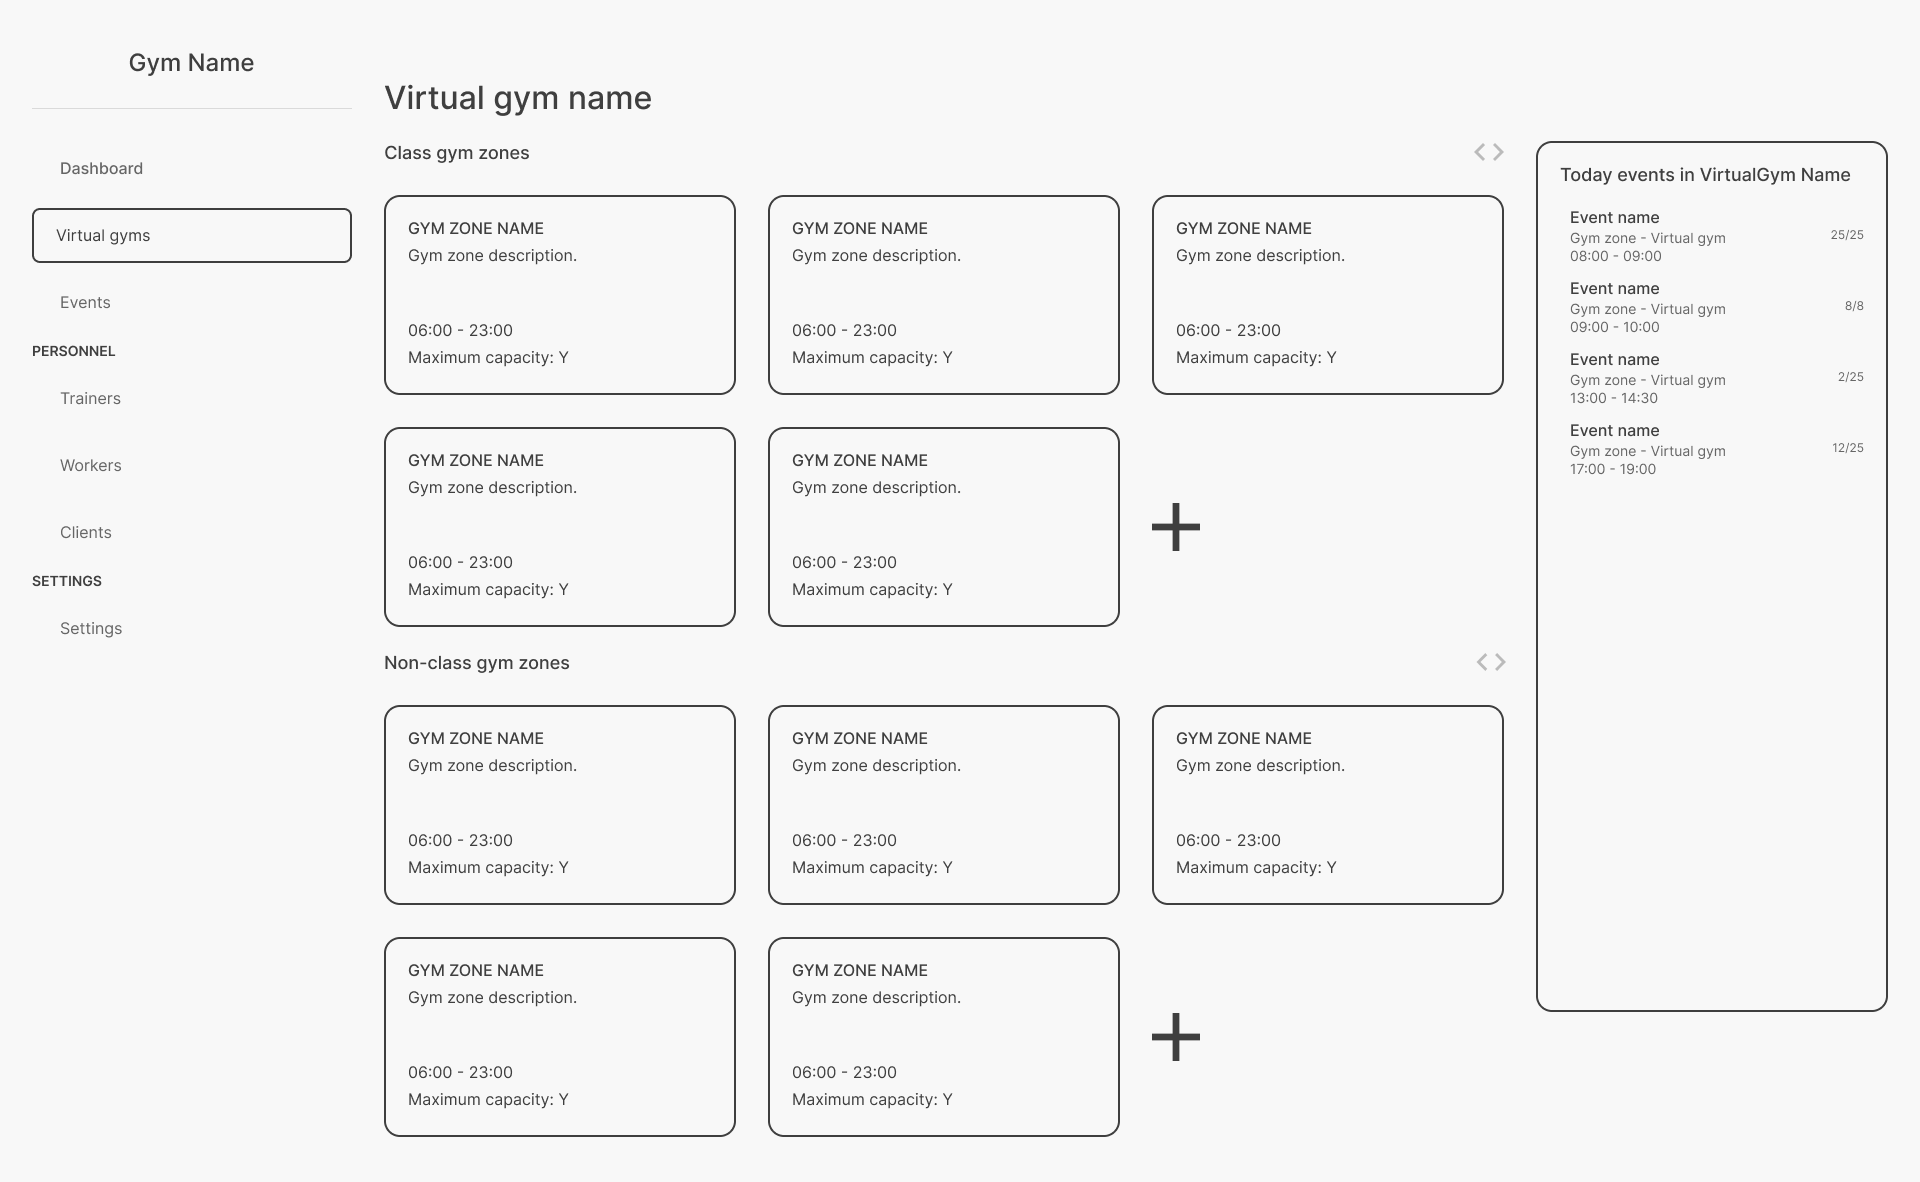 Gym Name
Dashboard
Virtual gyms
Events
PERSONNEL
Trainers
Workers
Clients
SETTINGS
Settings
Virtual gym name
Class gym zones
GYM ZONE NAME
Gym zone description.
06:00 - 23:00
Maximum capacity: Y
GYM ZONE NAME
Gym zone description.
06:00 - 23:00
Maximum capacity: Y
GYM ZONE NAME
Gym zone description.
06:00 - 23:00
Maximum capacity: Y
GYM ZONE NAME
Gym zone description.
06:00 - 23:00
Maximum capacity: Y
GYM ZONE NAME
Gym zone description.
06:00 - 23:00
Maximum capacity: Y
Non-class gym zones
GYM ZONE NAME
Gym zone description.
06:00 - 23:00
Maximum capacity: Y
GYM ZONE NAME
Gym zone description.
06:00 - 23:00
Maximum capacity: Y
GYM ZONE NAME
Gym zone description.
06:00 - 23:00
Maximum capacity: Y
GYM ZONE NAME
Gym zone description.
06:00 - 23:00
Maximum capacity: Y
GYM ZONE NAME
Gym zone description.
06:00 - 23:00
Maximum capacity: Y
Today events in VirtualGym Name
Event name
Gym zone - Virtual gym
25/25
08:00 - 09:00
Event name
Gym zone - Virtual gym
8/8
09:00 - 10:00
Event name
Gym zone - Virtual gym
2/25
13:00 - 14:30
Event name
Gym zone - Virtual gym
12/25
17:00 - 19:00